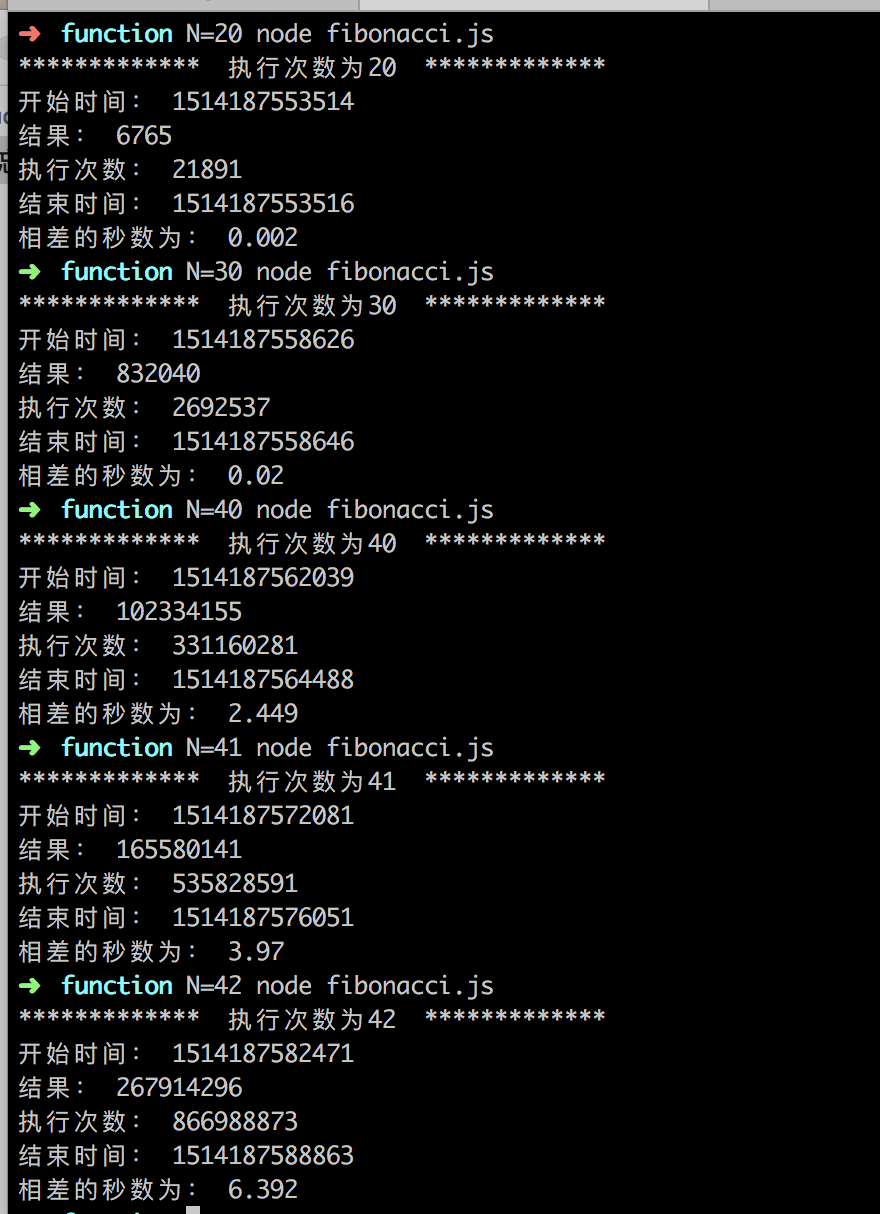 ➜ function N=20 node fibonacci.js
************* 执行次数为20 *************
开始时间： 1514187553514
结果： 6765
执行次数： 21891
结束时间： 1514187553516
相差的秒数为： 0.002
➜ function N=30 node fibonacci.js
************* 执行次数为30 *************
开始时间： 1514187558626
结果： 832040
执行次数： 2692537
结束时间： 1514187558646
相差的秒数为： 0.02
➜ function N=40 node fibonacci.js
************* 执行次数为40 *************
开始时间： 1514187562039
结果： 102334155
执行次数： 331160281
结束时间： 1514187564488
相差的秒数为： 2.449
➜ function N=41 node fibonacci.js
************* 执行次数为41 *************
开始时间： 1514187572081
结果： 165580141
执行次数： 535828591
结束时间： 1514187576051
相差的秒数为： 3.97
➜ function N=42 node fibonacci.js
************* 执行次数为42 *************
开始时间： 1514187582471
结果： 267914296
执行次数： 866988873
结束时间： 1514187588863
相差的秒数为： 6.392